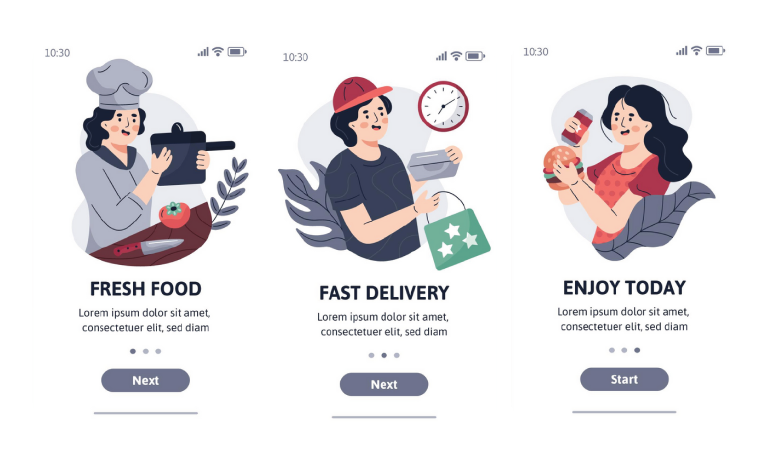 10:30
FRESH FOOD
Lorem ipsum dolor sit amet,
consectetuer elit, sed diam
Next
10:30
FAST DELIVERY
Lorem ipsum dolor sit amet,
consectetuer elit, sed diam
Next
10:30
ENJOY TODAY
Lorem ipsum dolor sit amet,
consectetuer elit, sed diam
Start